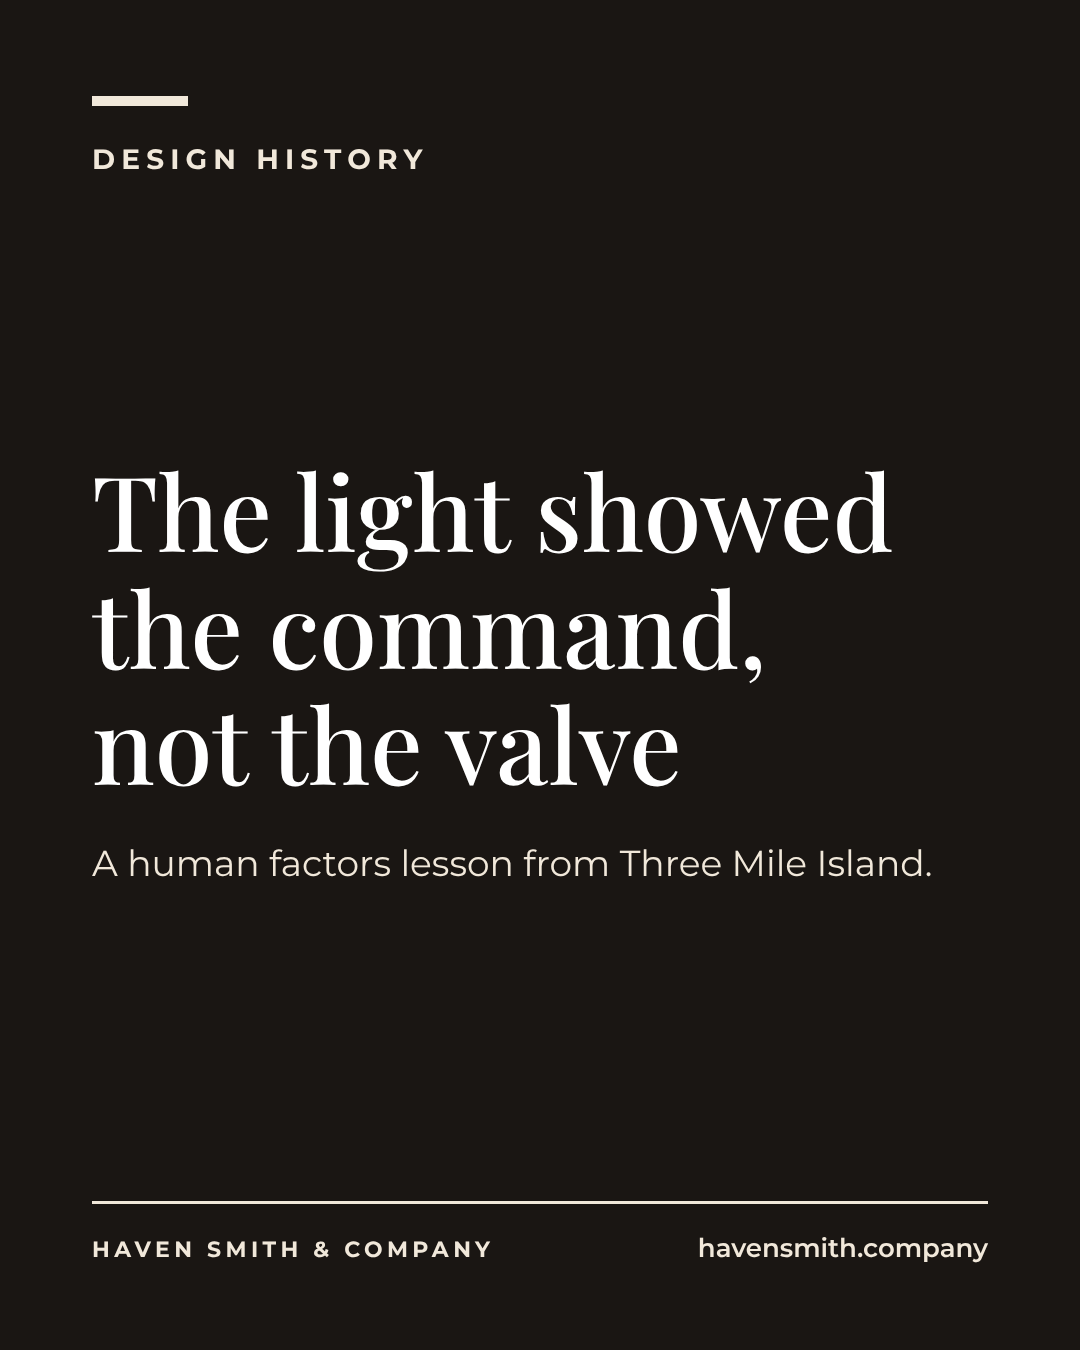 DESIGN HISTORY
The light showed
the command,
not the valve
A human factors lesson from Three Mile Island.
HAVEN SMITH & COMPANY
havensmith.company